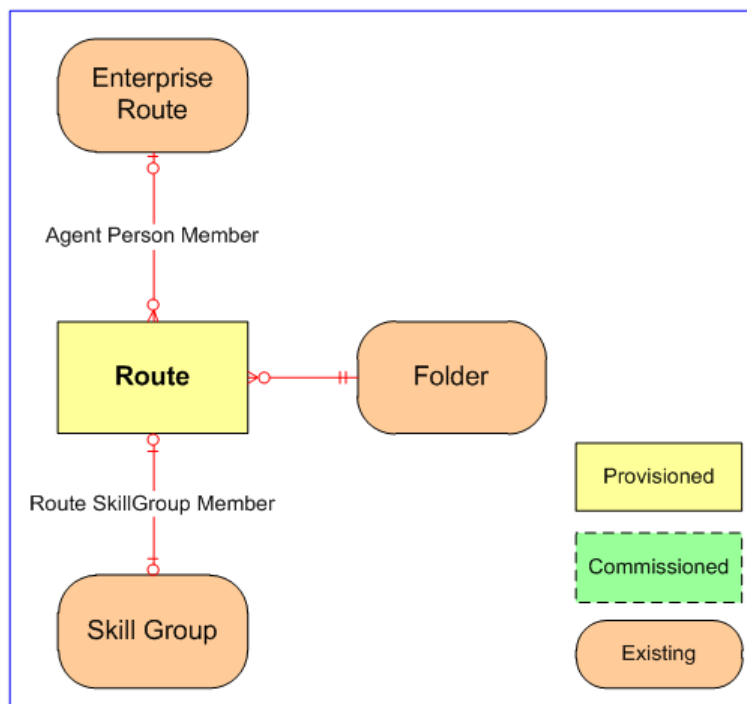 Enterprise
Route
Agent Person Member
Route
Folder
Route SkillGroup Member
Skill Group
Provisioned
Commissioned
Existing